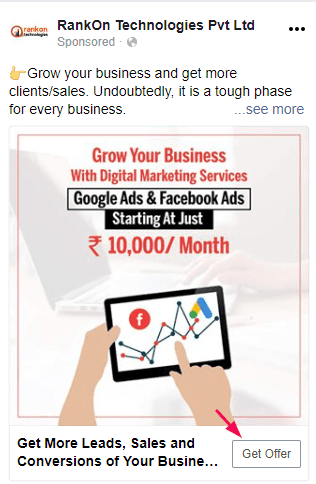 rankon
technologies
RankOn Technologies Pvt Ltd
Sponsored ·
👉Grow your business and get more
clients/sales. Undoubtedly, it is a tough phase
for every business. ...see more
Grow Your Business
With Digital Marketing Services
Google Ads & Facebook Ads
Starting At Just
₹ 10,000/ Month
f
Get More Leads, Sales and
Conversions of Your Busine...
Get Offer